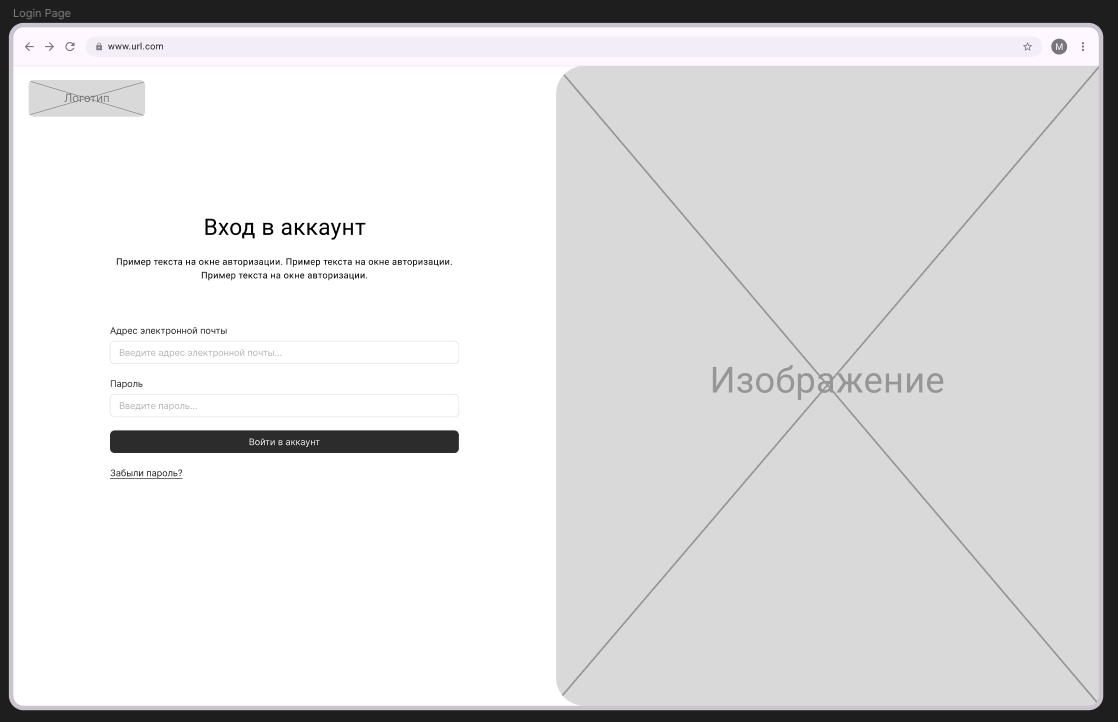 Login Page
www.url.com
M
Логотип
Вход в аккаунт
Пример текста на окне авторизации. Пример текста на окне авторизации.
Пример текста на окне авторизации.
Адрес электронной почты
Введите адрес электронной почты...
Пароль
Введите пароль...
Войти в аккаунт
Забыли пароль?
Изображение